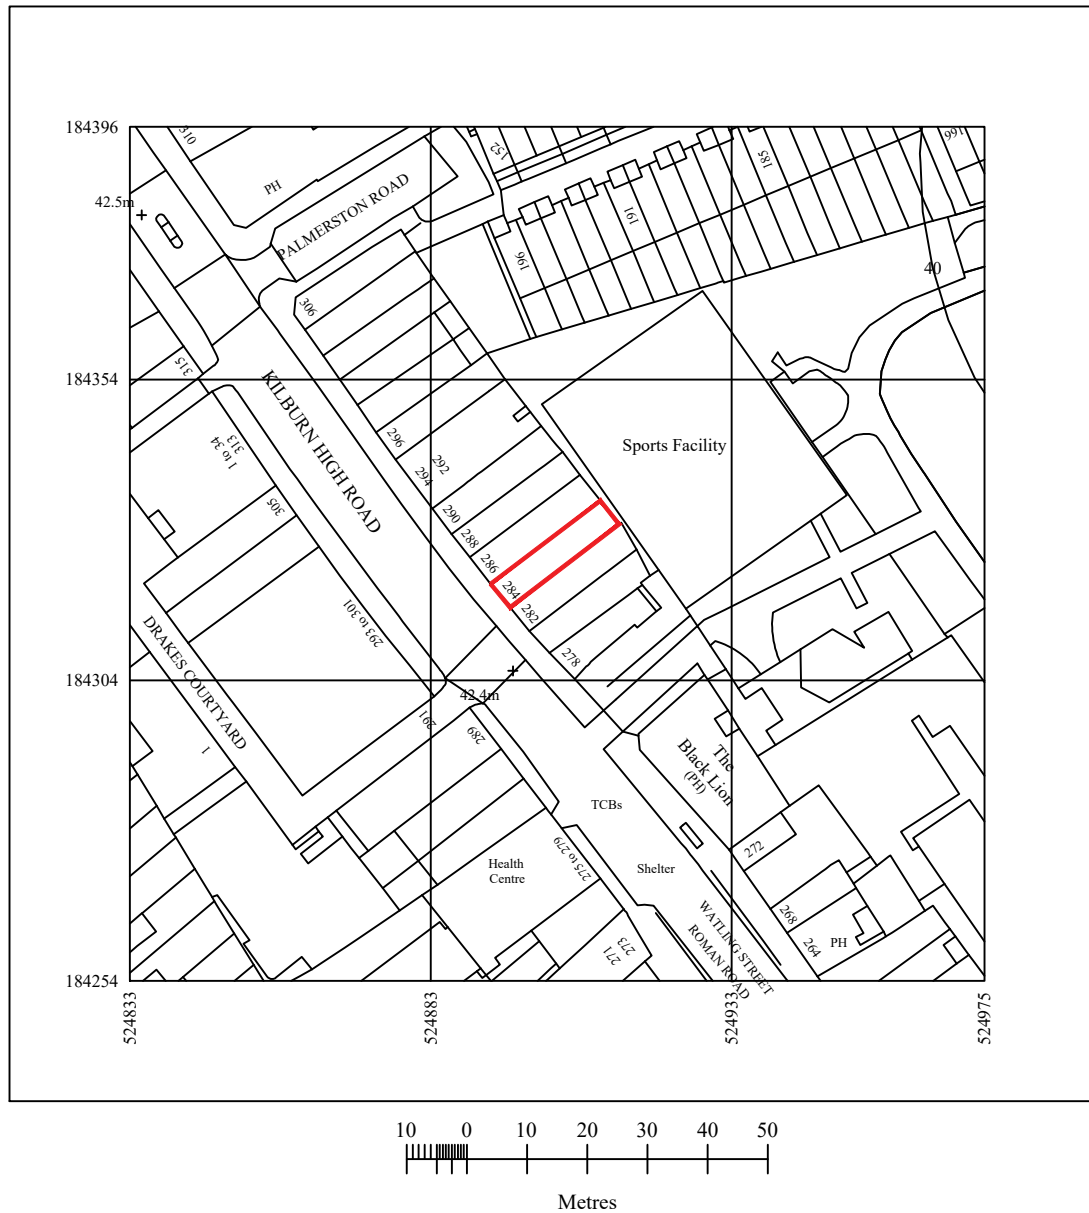 184396
310
152
185
166
PH
42.5m
PALMERSTON ROAD
191
196
40
306
315
184354
KILBURN HIGH ROAD
296
292
294
Sports Facility
1 to 34
313
305
290
288
286
284
282
293 to 301
278
DRAKES COURTYARD
184304
42.4m
291
289
1
The
Black Lion
(PH)
TCBs
272
275 to 279
Health
Centre
Shelter
268
WATLING STREET
ROMAN ROAD
264
PH
273
271
184254
524833
524883
524933
524975
10 0 10 20 30 40 50
Metres